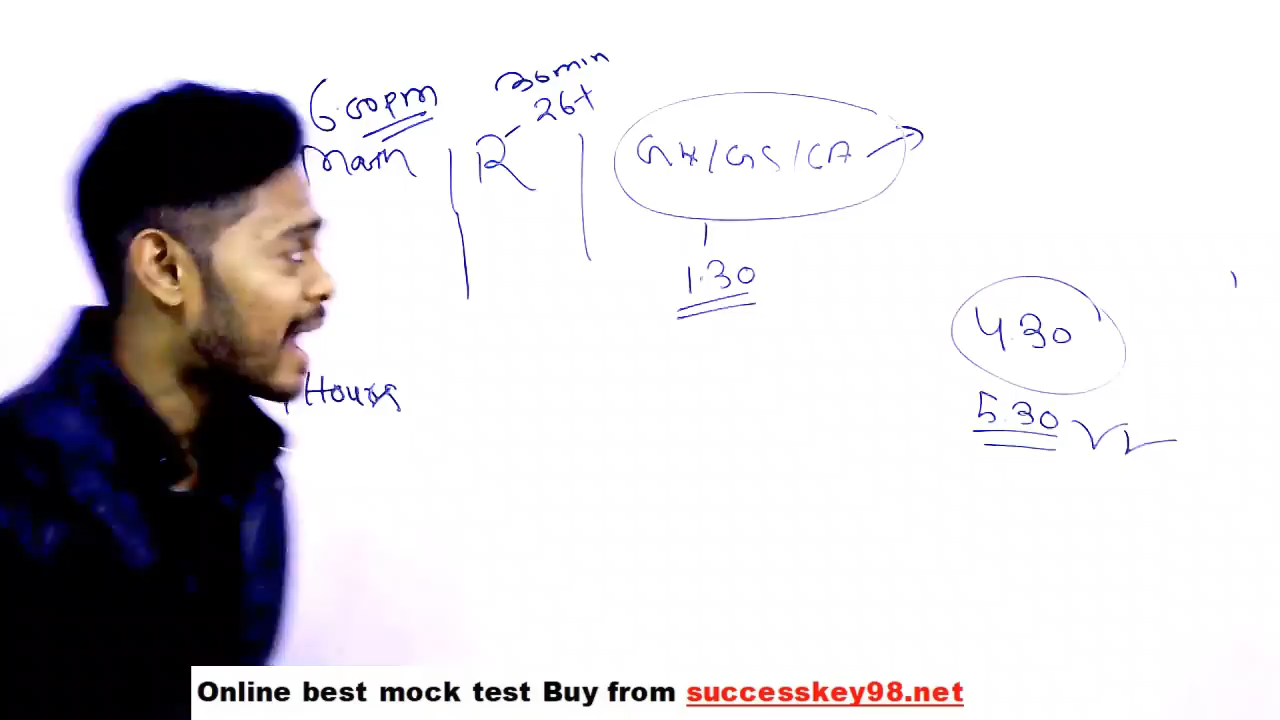 6:00pm
30min
26+
Math
R
GK/GS/CA
1.30
4.30
5.30
Hours
Online best mock test Buy from successkey98.net